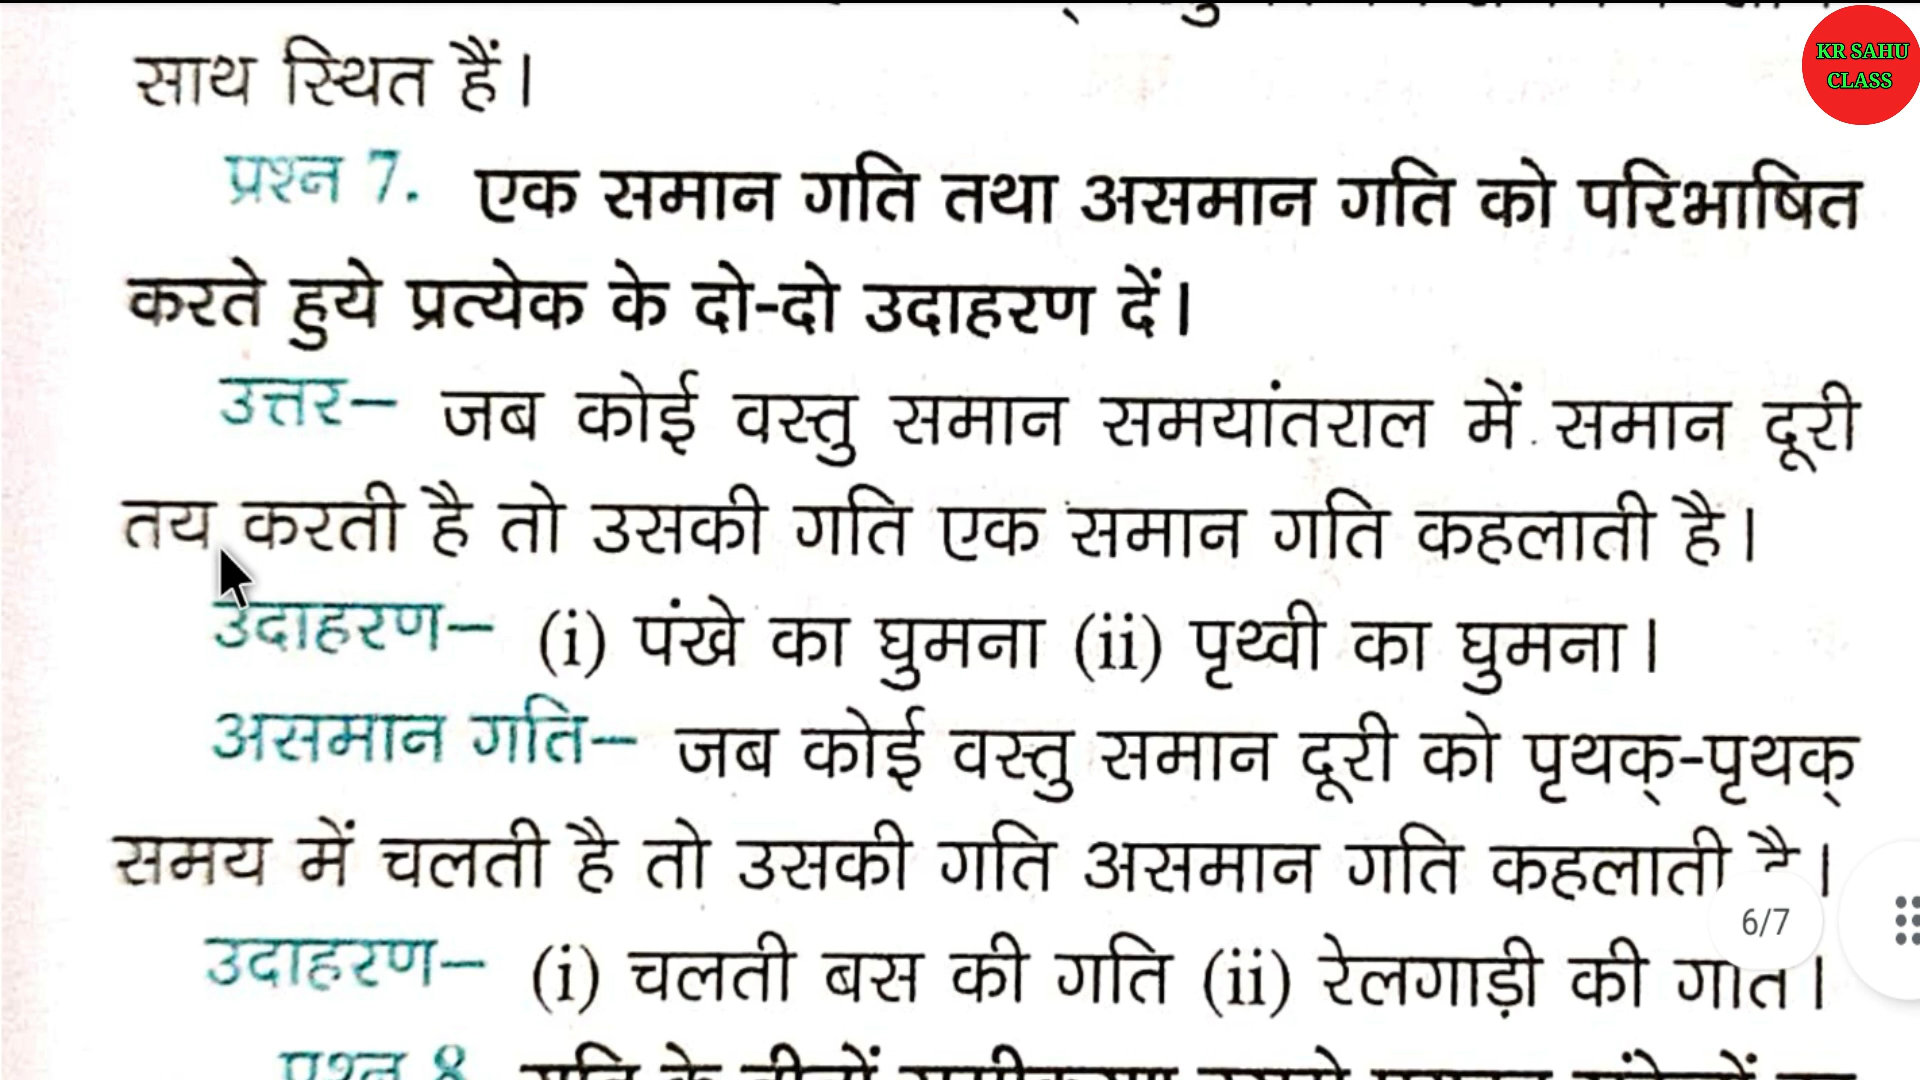 साथ स्थित हैं।
KR SAHU
CLASS
प्रश्न 7. एक समान गति तथा असमान गति को परिभाषित
करते हुये प्रत्येक के दो-दो उदाहरण दें।
उत्तर– जब कोई वस्तु समान समयांतराल में समान दूरी
तय करती है तो उसकी गति एक समान गति कहलाती है।
उदाहरण– (i) पंखे का घुमना (ii) पृथ्वी का घुमना।
असमान गति– जब कोई वस्तु समान दूरी को पृथक्-पृथक्
समय में चलती है तो उसकी गति असमान गति कहलाती है।
6/7
उदाहरण– (i) चलती बस की गति (ii) रेलगाड़ी की गति।
प्रश्न 8. गति के तीनों